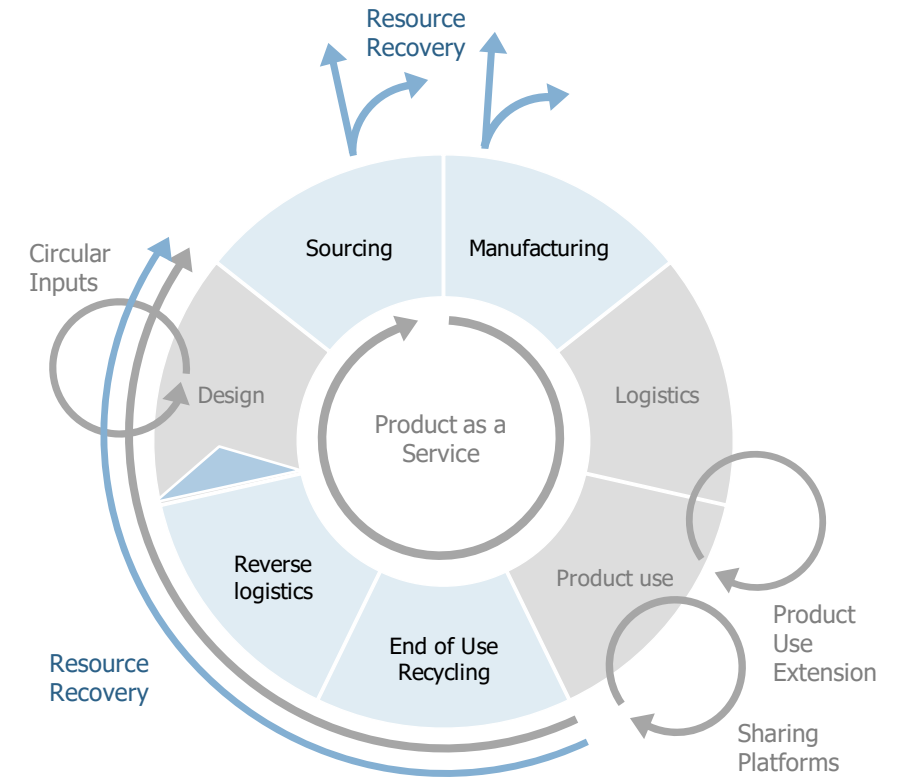 Resource
Recovery
Sourcing
Manufacturing
Circular
Inputs
Design
Logistics
Product as a
Service
Reverse
logistics
Product use
End of Use
Recycling
Product
Use
Extension
Resource
Recovery
Sharing
Platforms